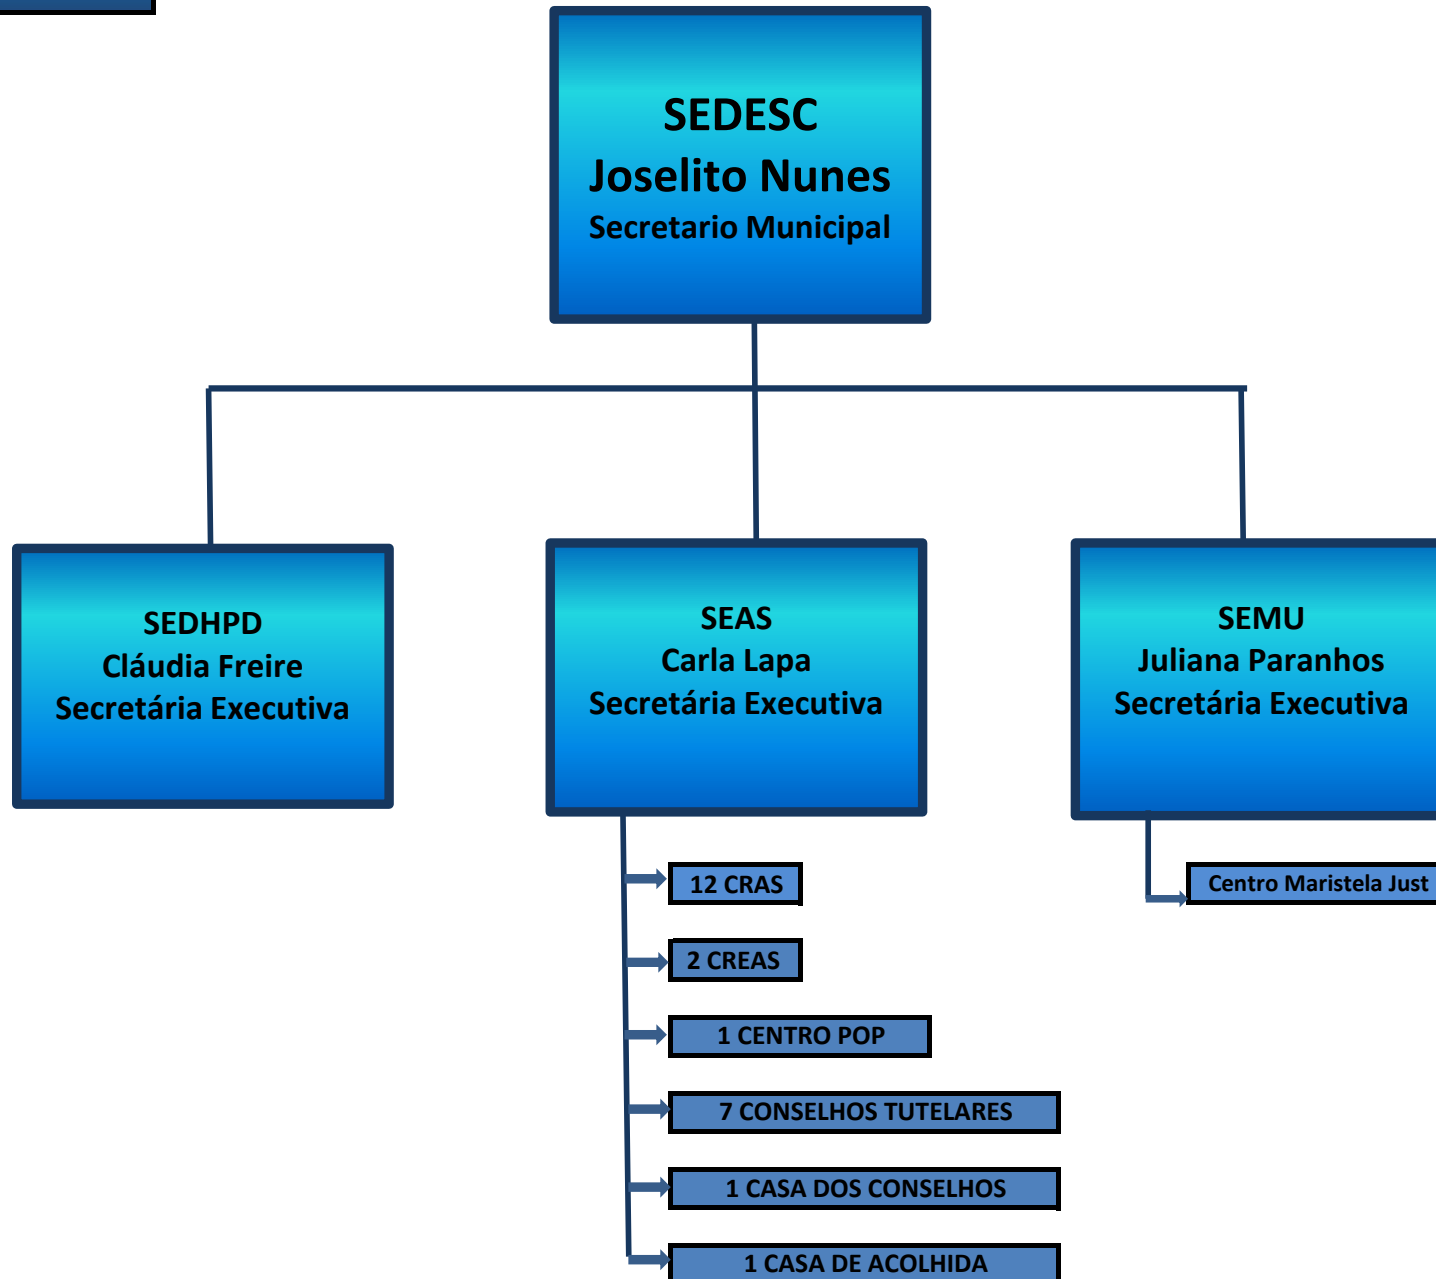 SEDESC
Joselito Nunes
Secretario Municipal
SEDHPD
Cláudia Freire
Secretária Executiva
SEAS
Carla Lapa
Secretária Executiva
SEMU
Juliana Paranhos
Secretária Executiva
12 CRAS
2 CREAS
1 CENTRO POP
7 CONSELHOS TUTELARES
1 CASA DOS CONSELHOS
1 CASA DE ACOLHIDA
Centro Maristela Just